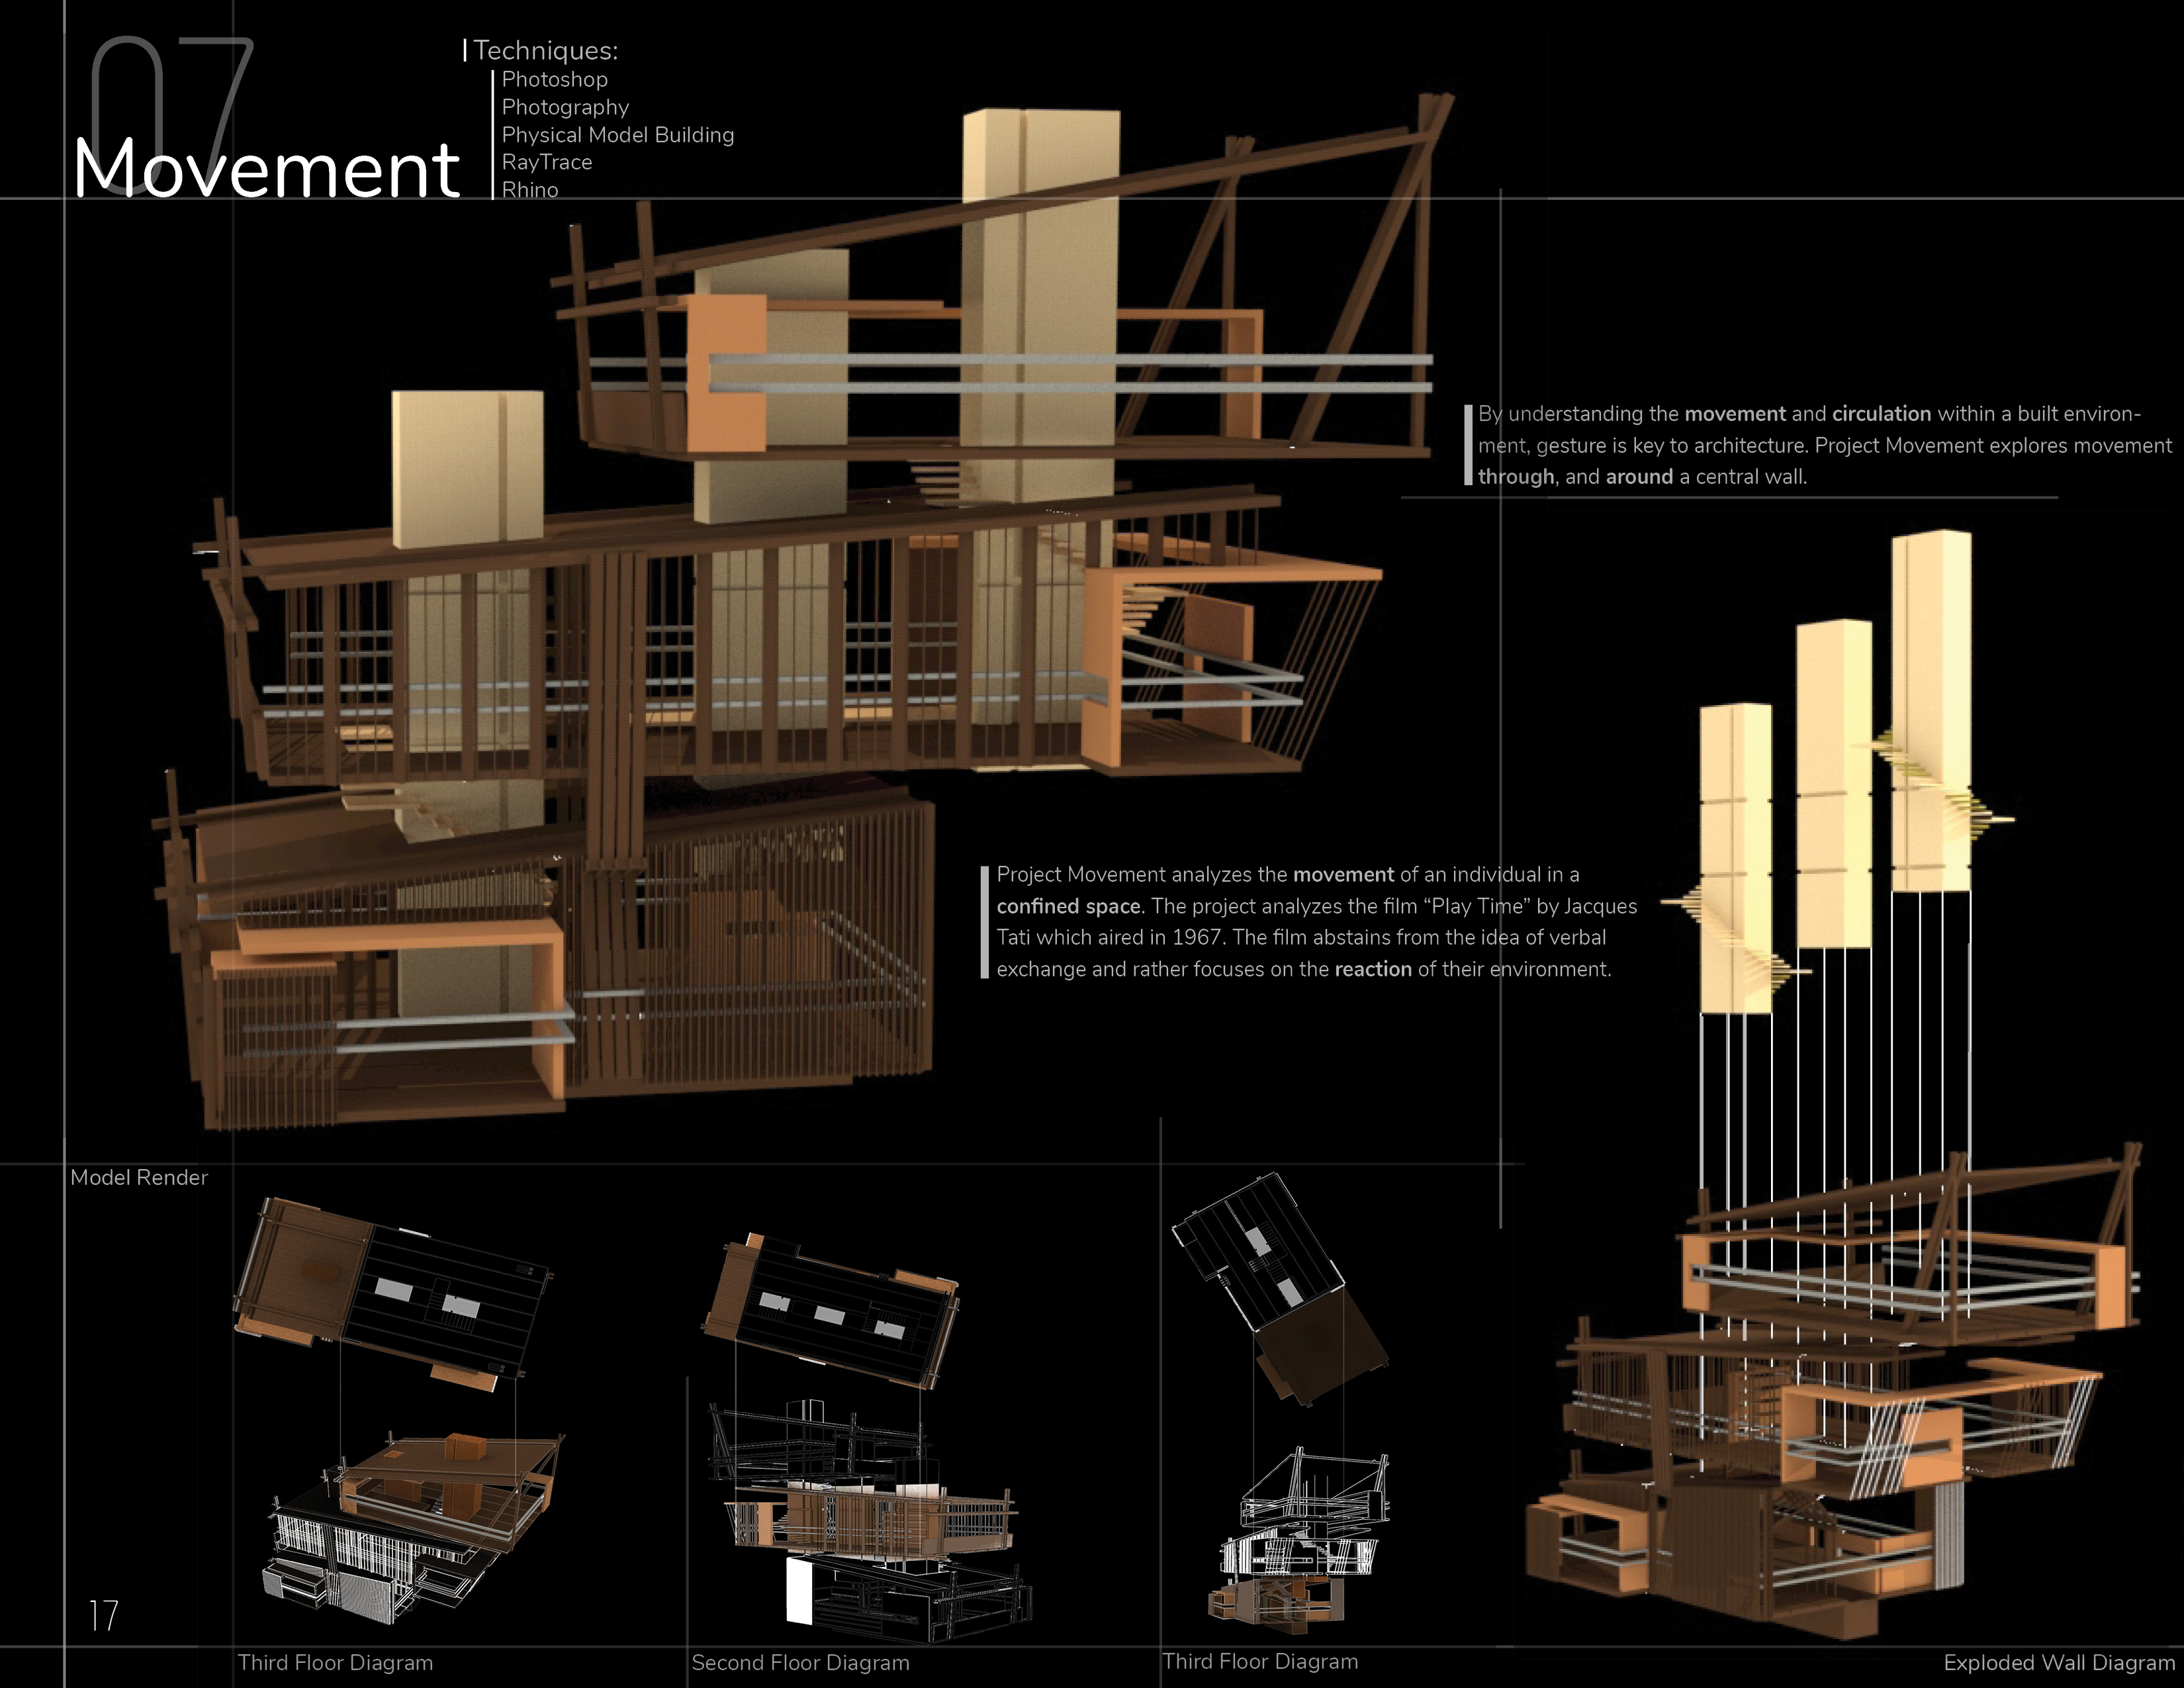 07
Movement
Techniques:
Photoshop
Photography
Physical Model Building
RayTrace
Rhino
By understanding the movement and circulation within a built environ-
ment, gesture is key to architecture. Project Movement explores movement
through, and around a central wall.
Project Movement analyzes the movement of an individual in a
confined space. The project analyzes the film “Play Time” by Jacques
Tati which aired in 1967. The film abstains from the idea of verbal
exchange and rather focuses on the reaction of their environment.
Model Render
17
Third Floor Diagram
Second Floor Diagram
Third Floor Diagram
Exploded Wall Diagram